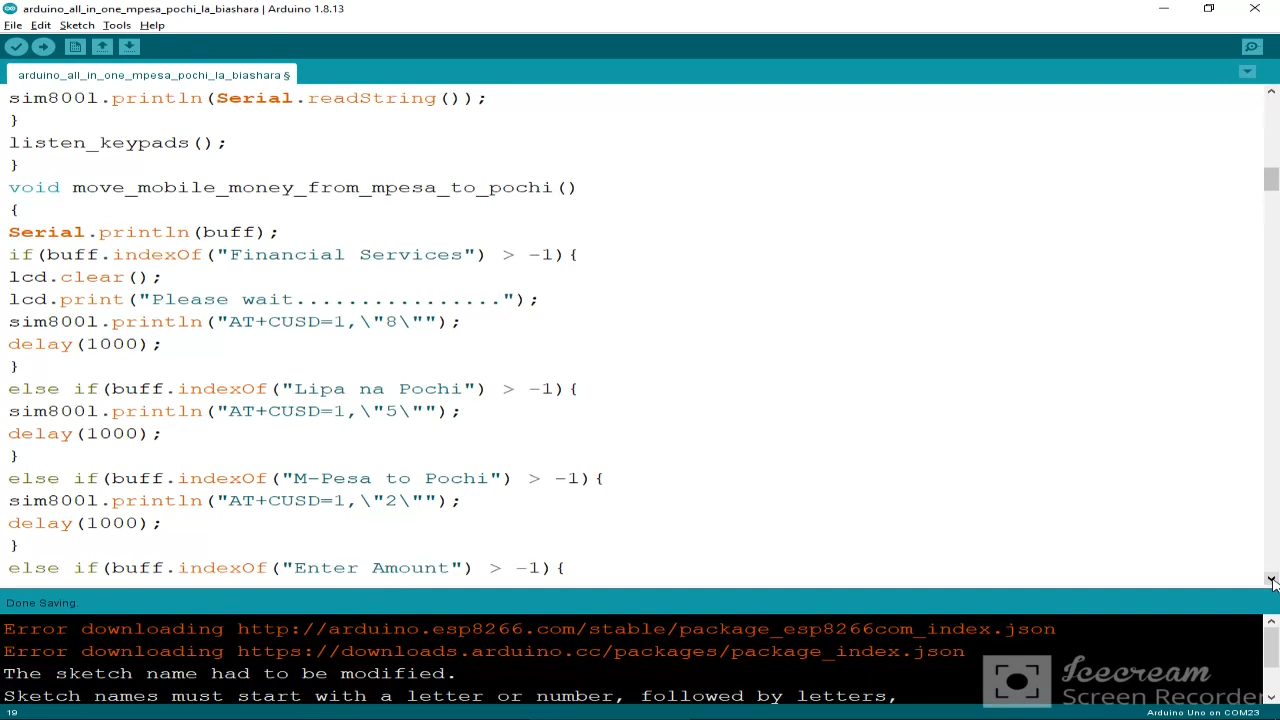 arduino_all_in_one_mpesa_pochi_la_biashara | Arduino 1.8.13
File Edit Sketch Tools Help
arduino_all_in_one_mpesa_pochi_la_biashara §
sim800l.println(Serial.readString());
}
listen_keypads();
}
void move_mobile_money_from_mpesa_to_pochi()
{
Serial.println(buff);
if(buff.indexOf("Financial Services") > -1){
lcd.clear();
lcd.print("Please wait................");
sim800l.println("AT+CUSD=1,\"8\"");
delay(1000);
}
else if(buff.indexOf("Lipa na Pochi") > -1){
sim800l.println("AT+CUSD=1,\"5\"");
delay(1000);
}
else if(buff.indexOf("M-Pesa to Pochi") > -1){
sim800l.println("AT+CUSD=1,\"2\"");
delay(1000);
}
else if(buff.indexOf("Enter Amount") > -1){
Done Saving.
Error downloading http://arduino.esp8266.com/stable/package_esp8266com_index.json
Error downloading https://downloads.arduino.cc/packages/package_index.json
The sketch name had to be modified.
Sketch names must start with a letter or number, followed by letters,
Icecream
Screen Recorder
19
Arduino Uno on COM23